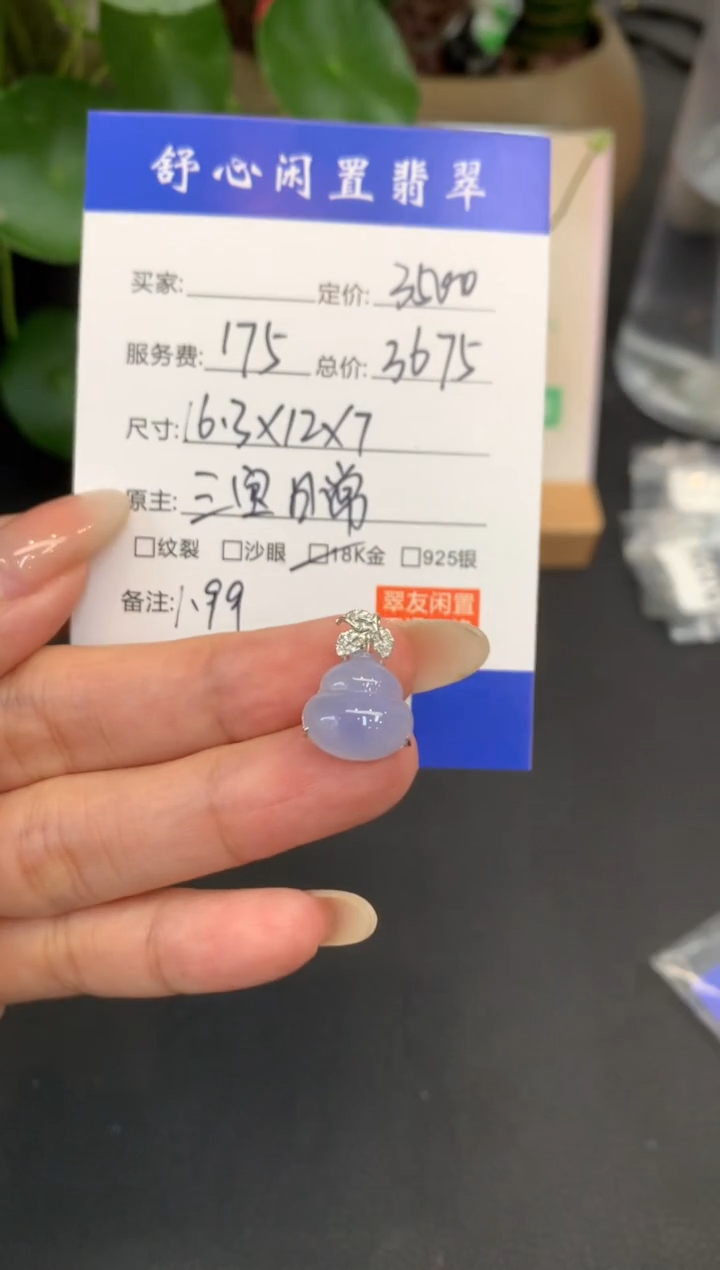 舒心闲置翡翠
买家: 定价: 3500
服务费: 175 总价: 3675
尺寸: 16.3X12X7
原主: 三宝
□纹裂 □沙眼 □18K金 □925银
备注: 1.99
翠友闲置